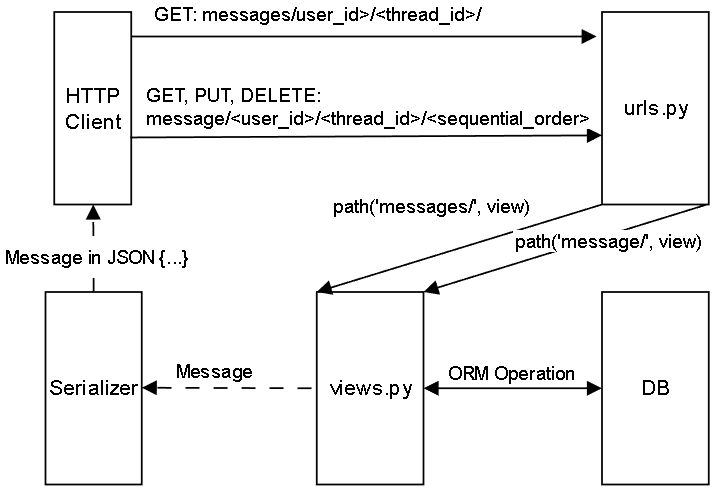 GET: messages/user_id>/<thread_id>/
HTTP
Client
GET, PUT, DELETE:
message/<user_id>/<thread_id>/<sequential_order>
urls.py
path('messages/', view)
path('message/', view)
Message in JSON {...}
Serializer
Message
views.py
ORM Operation
DB